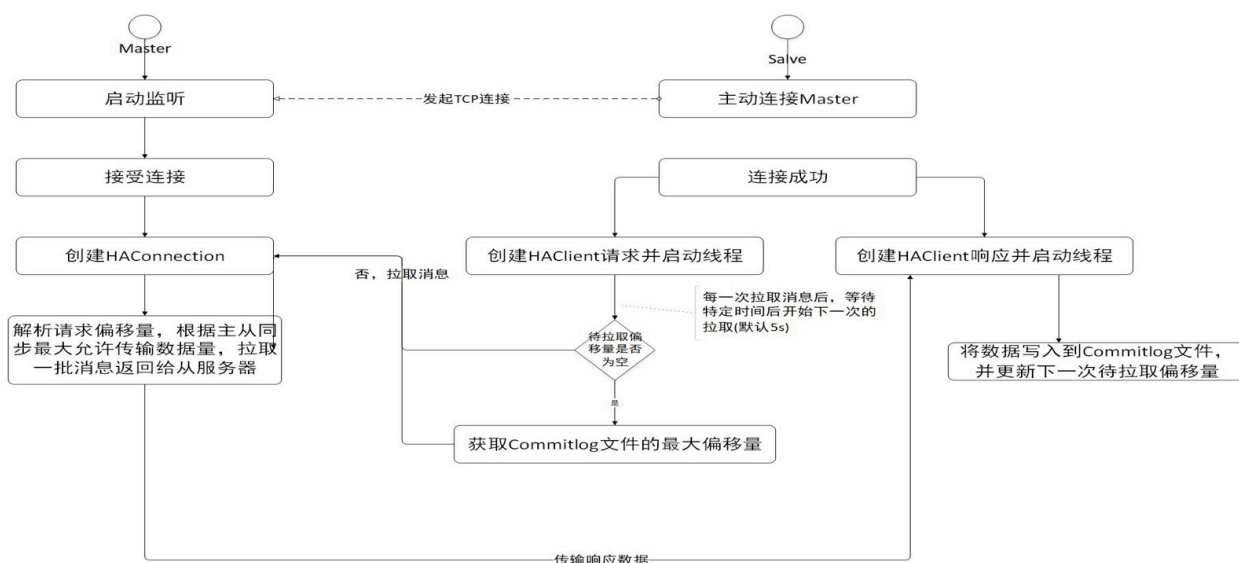 Master
Salve
启动监听
发起TCP连接
主动连接Master
接受连接
连接成功
创建HAConnection
创建HAClient请求并启动线程
创建HAClient响应并启动线程
否，拉取消息
每一次拉取消息后，等待
特定时间后开始下一次的
拉取(默认5s)
解析请求偏移量，根据主从同
步最大允许传输数据量，拉取
一批消息返回给从服务器
待拉取偏
移量是否
为空
将数据写入到Commitlog文件，
并更新下一次待拉取偏移量
是
获取Commitlog文件的最大偏移量
传输响应数据